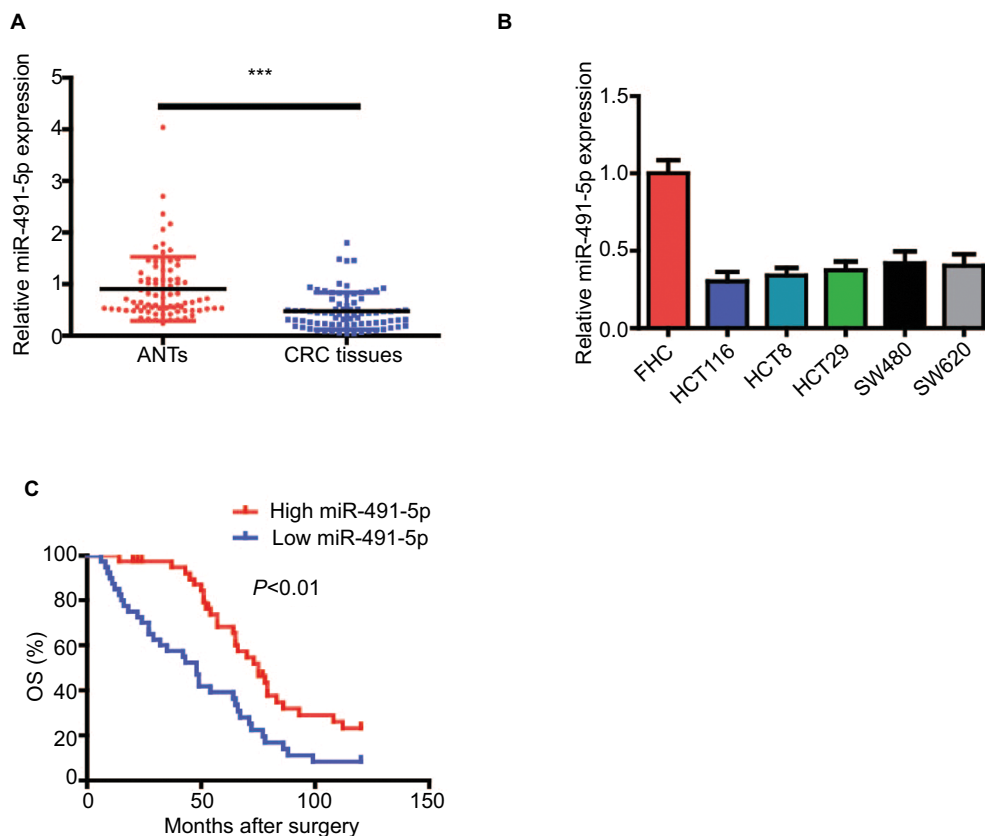 A
Relative miR-491-5p expression
5
4
3
2
1
0
***
ANTs
CRC tissues
B
Relative miR-491-5p expression
1.5
1.0
0.5
0.0
FHC
HCT116
HCT8
HCT29
SW480
SW620
C
High miR-491-5p
Low miR-491-5p
P<0.01
OS (%)
100
80
60
40
20
0
0
50
100
150
Months after surgery